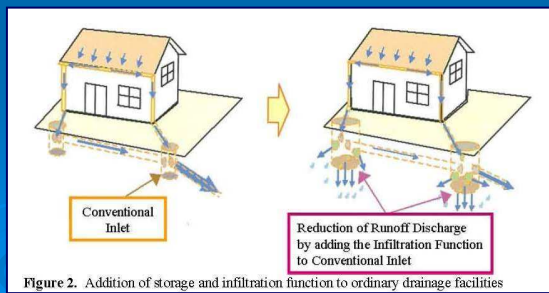 Conventional
Inlet
Reduction of Runoff Discharge
by adding the Infiltration Function
to Conventional Inlet
Figure 2. Addition of storage and infiltration function to ordinary drainage facilities